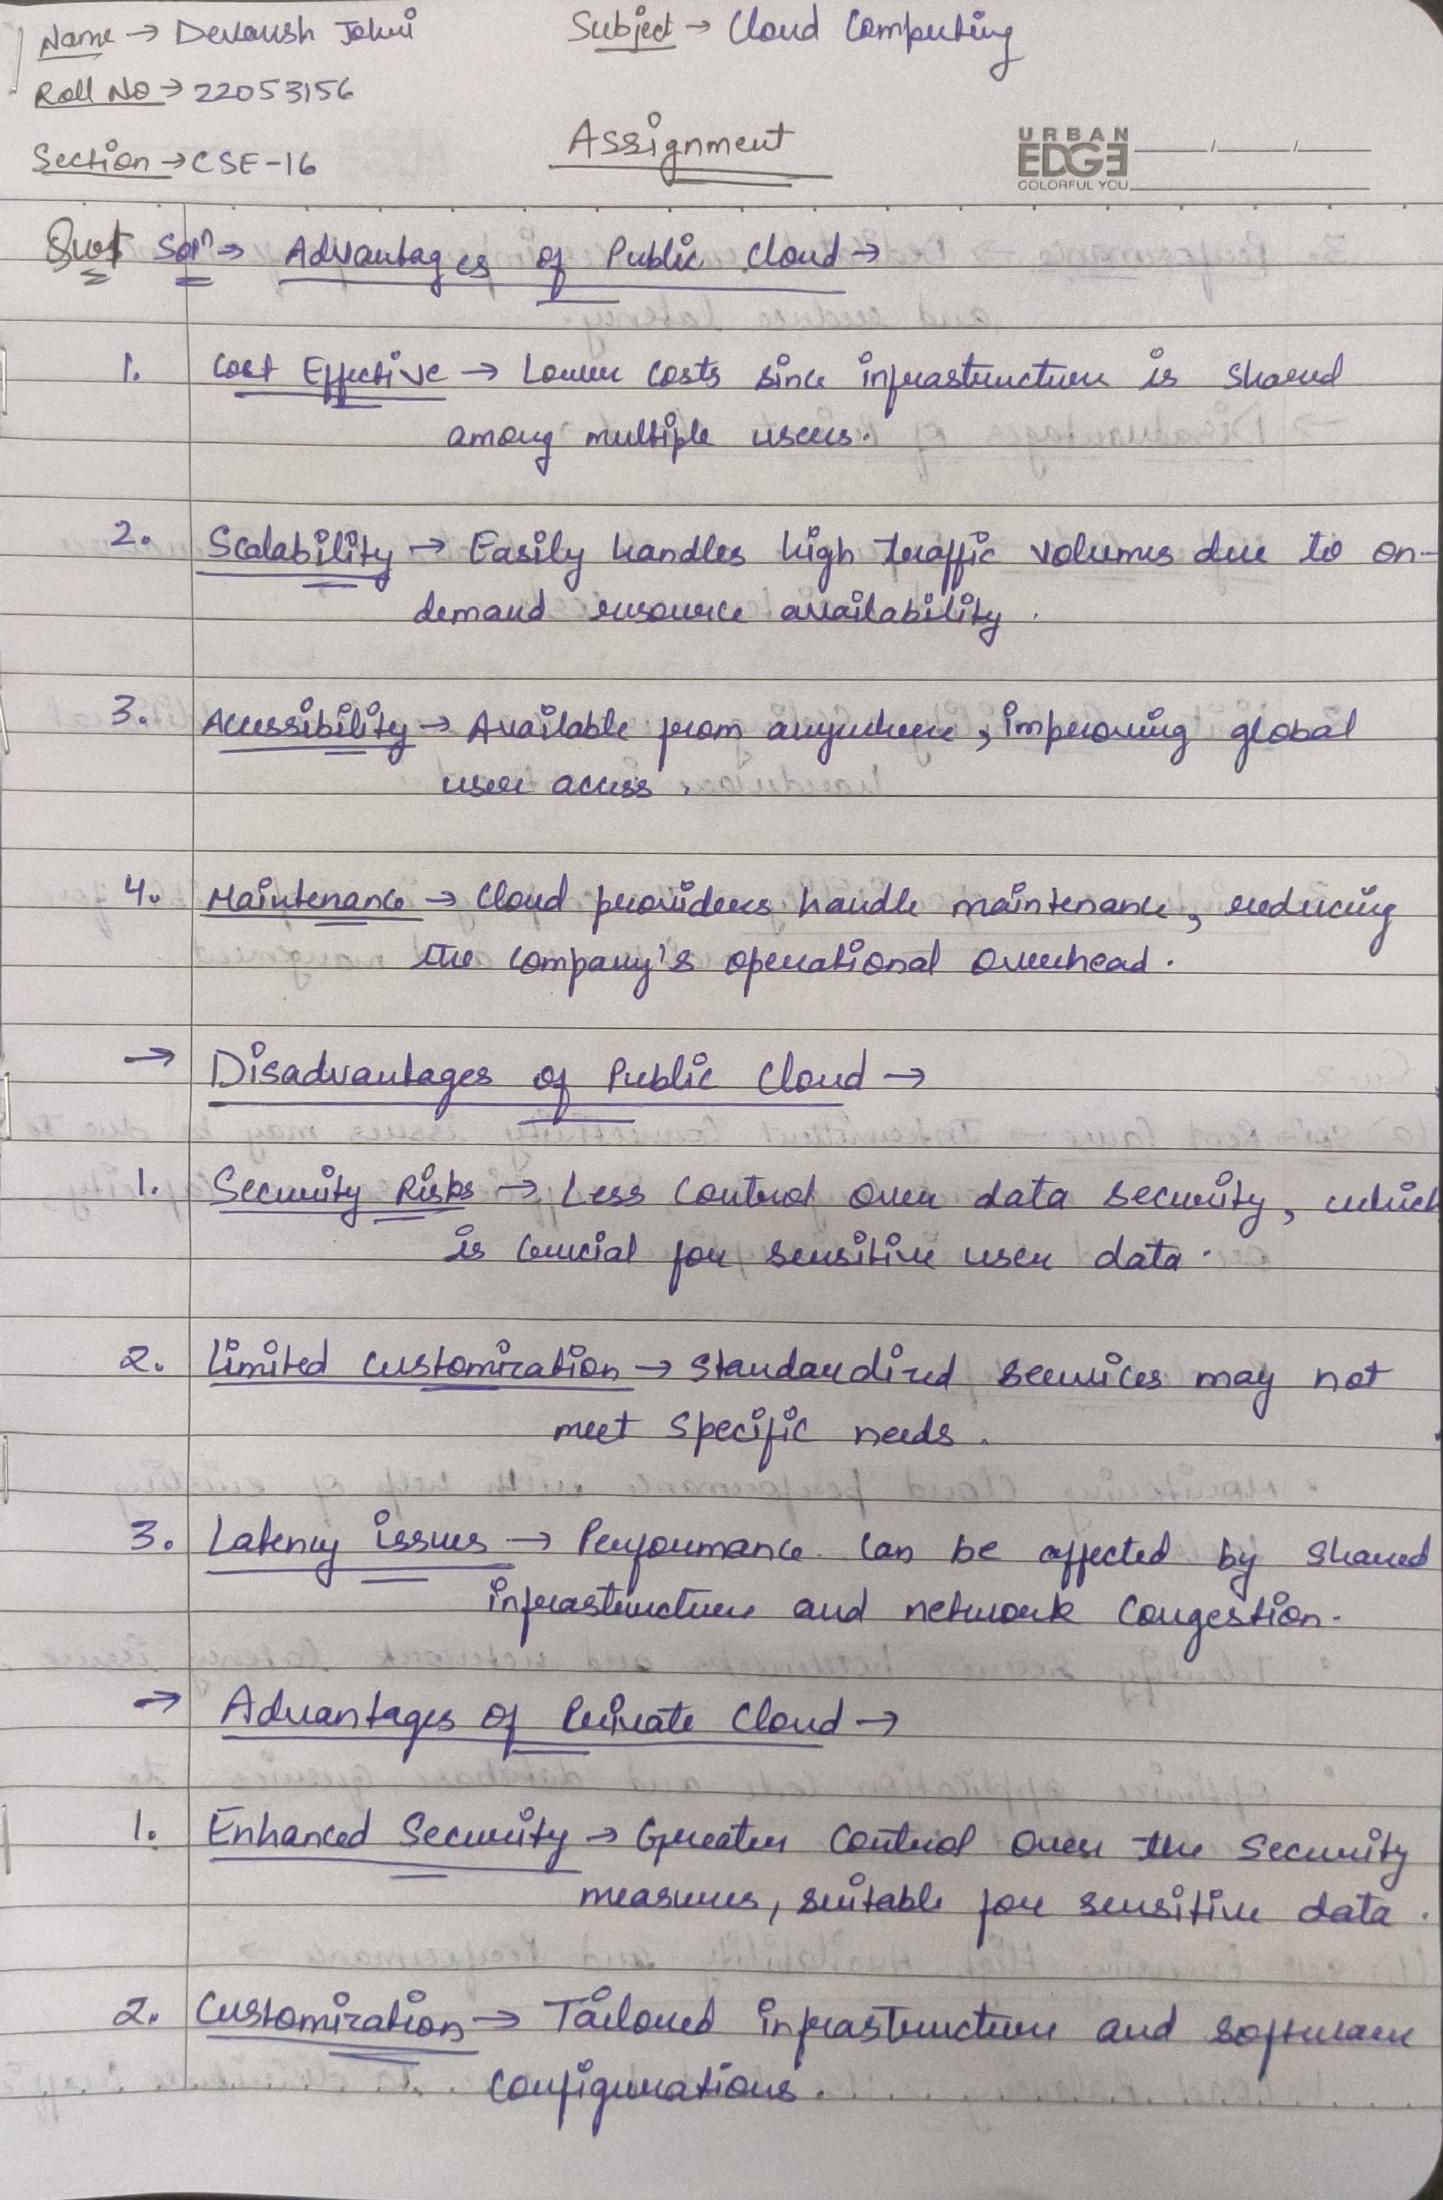 Name → Devansh Johri Subject → Cloud Computing
Roll No → 22053156
Assignment
URBAN
EDGE
COLORFUL YOU
Section → CSE-16
Que1 Solⁿ → Advantages of Public Cloud →
1. Cost Effective → Lower costs since infrastructure is shared
among multiple users.
2. Scalability → Easily handles high traffic volumes due to on-
demand resource availability.
3. Accessibility → Available from anywhere, improving global
user access.
4. Maintenance → Cloud providers handle maintenance, reducing
the company's operational overhead.
→ Disadvantages of Public Cloud →
1. Security Risks → Less control over data security, which
is crucial for sensitive user data.
2. Limited customization → Standardized services may not
meet specific needs.
3. Latency issues → Performance can be affected by shared
infrastructure and network congestion.
→ Advantages of Private Cloud →
1. Enhanced Security → Greater control over the security
measures, suitable for sensitive data.
2. Customization → Tailored infrastructure and software
configurations.